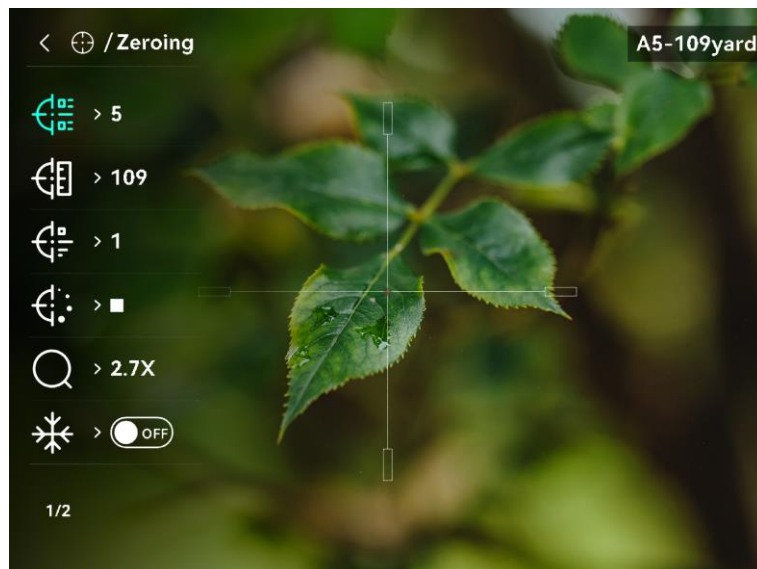 /Zeroing
A5-109yard
> 5
> 109
> 1
>
> 2.7X
> OFF
1/2